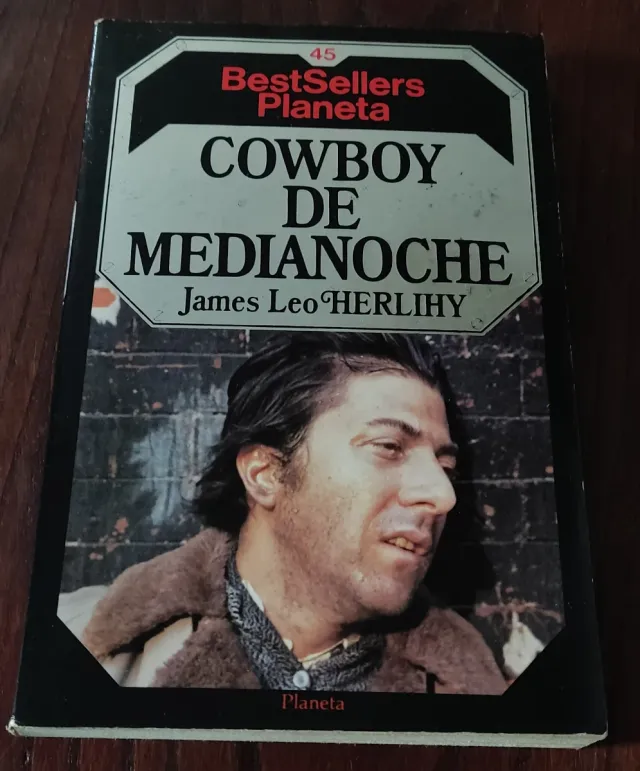 45
BestSellers
Planeta
COWBOY
DE
MEDIANOCHE
James Leo HERLIHY
Planeta